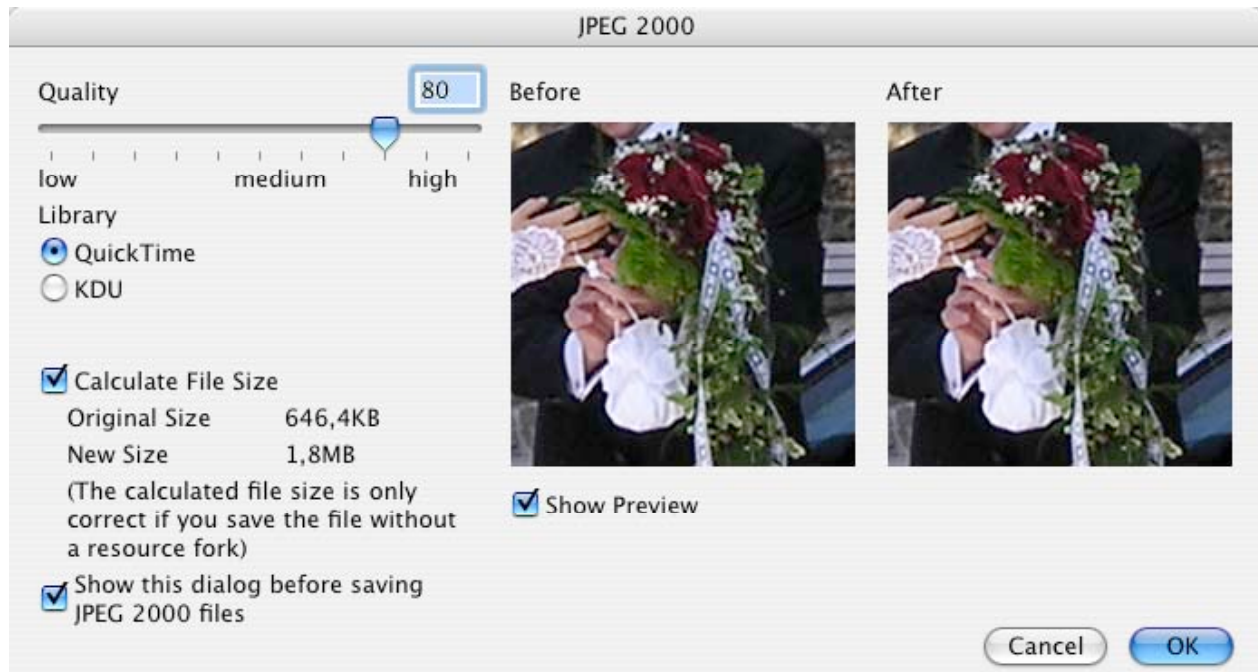 JPEG 2000
Quality 80
low medium high
Library
QuickTime
KDU
Calculate File Size
Original Size 646,4KB
New Size 1,8MB
(The calculated file size is only
correct if you save the file without
a resource fork)
Show this dialog before saving
JPEG 2000 files
Before After
Show Preview
Cancel OK